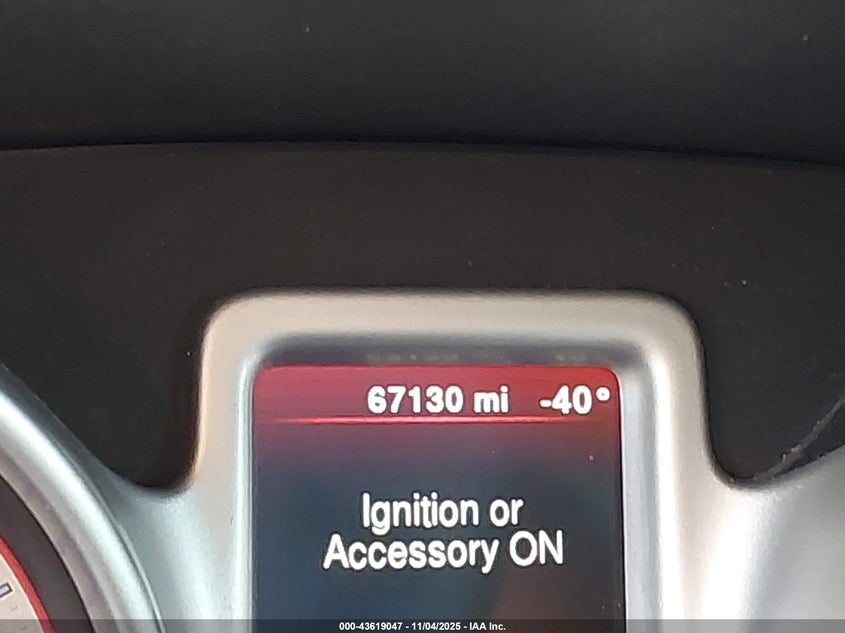 67130 mi -40°
Ignition or
Accessory ON
000-43619047 - 11/04/2025 - IAA Inc.